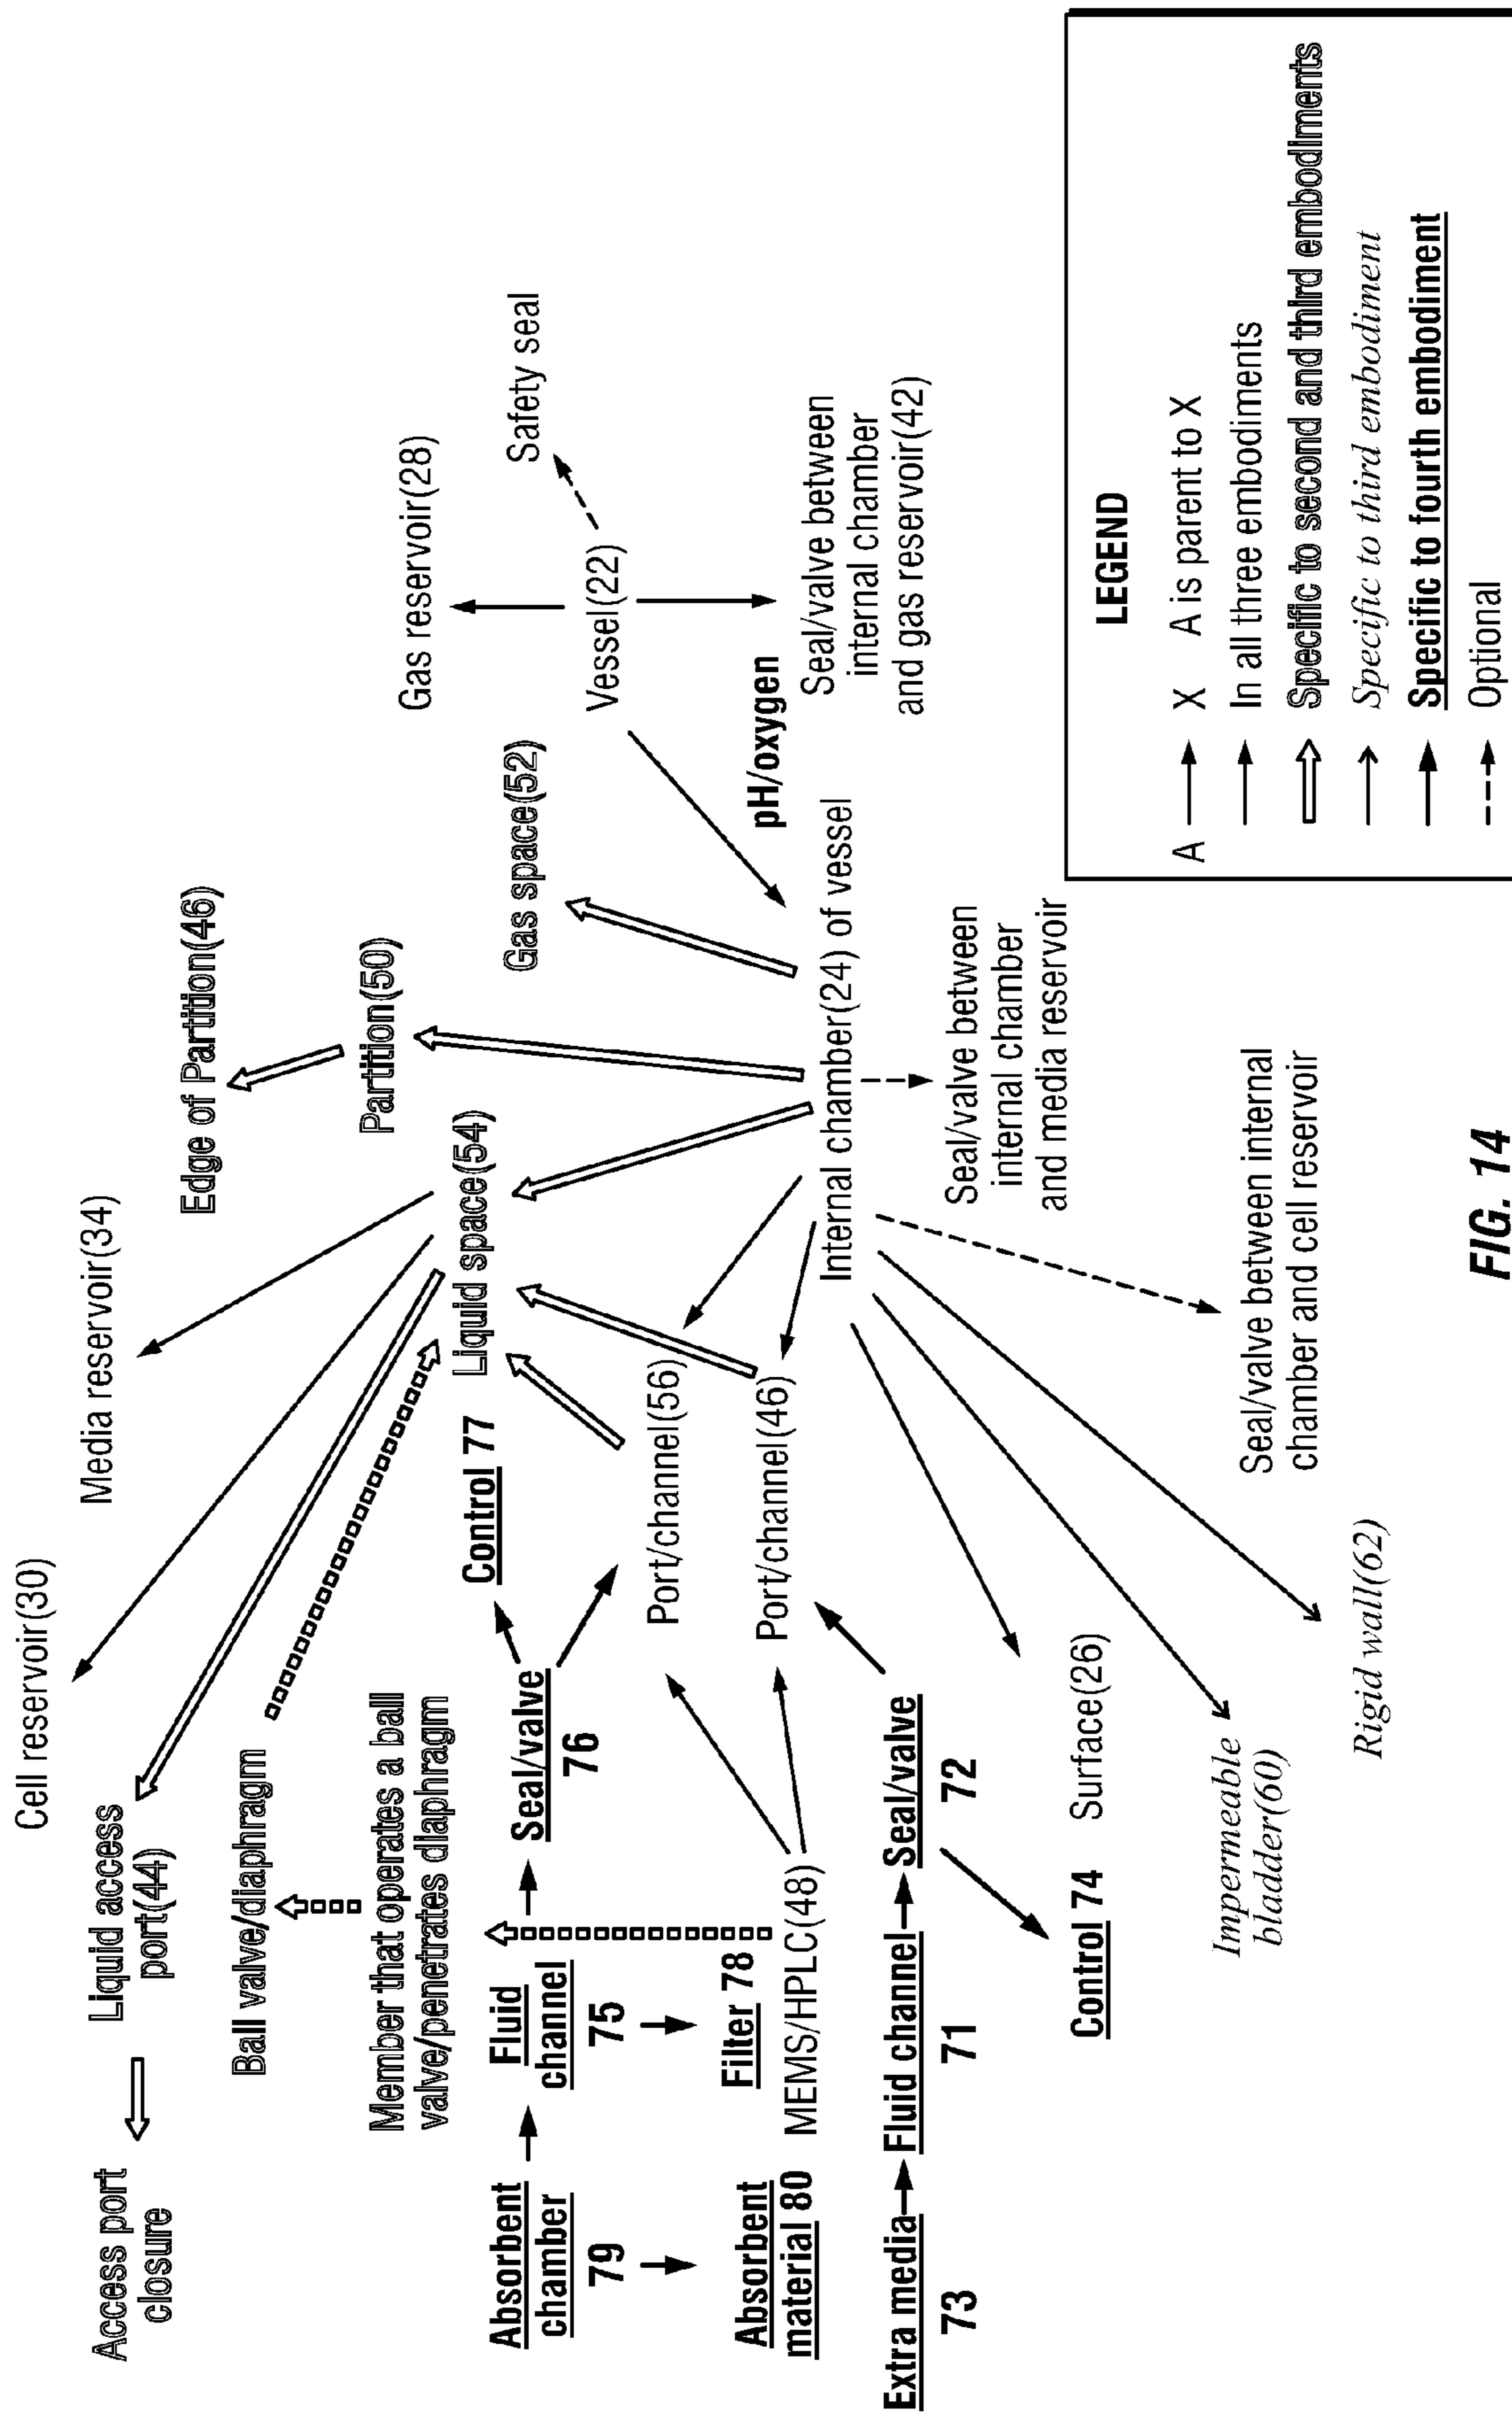 Cell reservoir(30)
Media reservoir(34)
Access port
closure
Liquid access
port(44)
Edge of Partition(46)
Ball valve/diaphragm
Partition(50)
Gas reservoir(28)
Member that operates a ball
valve/penetrates diaphragm
Liquid space(54)
Gas space(52)
Safety seal
Control 77
Absorbent
chamber
79
Fluid
channel
75
Seal/valve
76
Vessel(22)
Port/channel(56)
pH/oxygen
Absorbent
material 80
Filter 78
MEMS/HPLC(48)
Port/channel(46)
Internal chamber(24) of vessel
Seal/valve between
internal chamber
and gas reservoir(42)
Extra media
73
Fluid channel
71
Seal/valve
72
Seal/valve between
internal chamber
and media reservoir
Control 74
Surface(26)
Impermeable
bladder(60)
Seal/valve between internal
chamber and cell reservoir
Rigid wall(62)
LEGEND
A X A is parent to X
In all three embodiments
Specific to second and third embodiments
Specific to third embodiment
Specific to fourth embodiment
Optional
FIG. 14